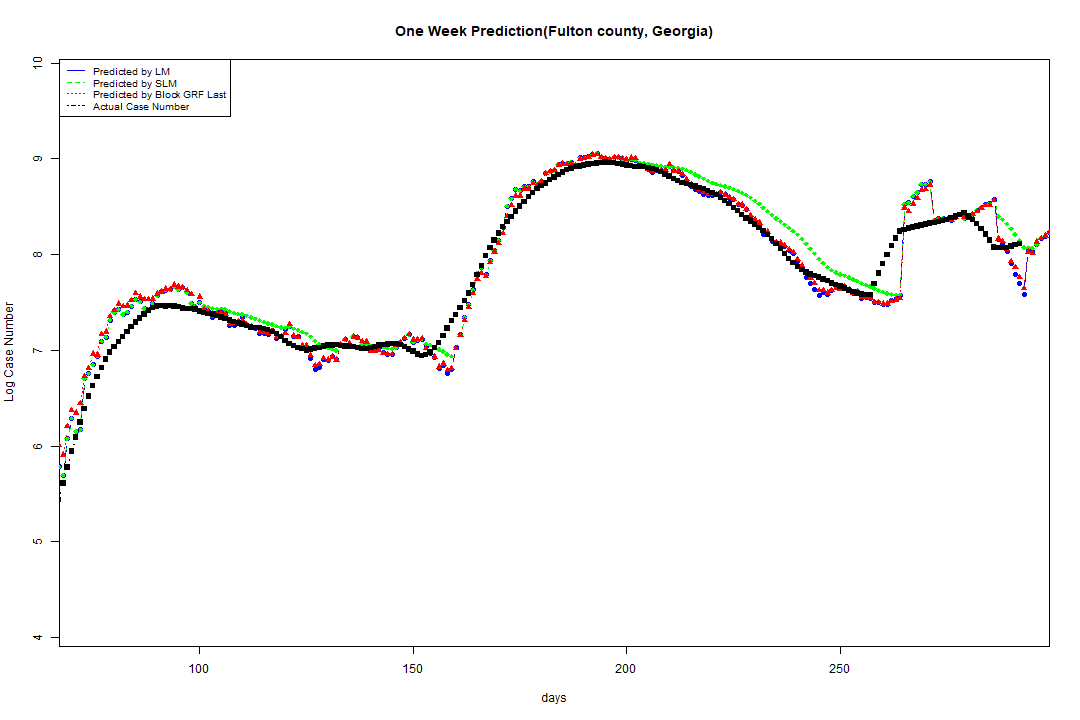 One Week Prediction(Fulton county, Georgia)
Predicted by LM
Predicted by SLM
Predicted by Block GRF Last
Actual Case Number
Log Case Number
10
9
8
7
6
5
4
100 150 200 250
days